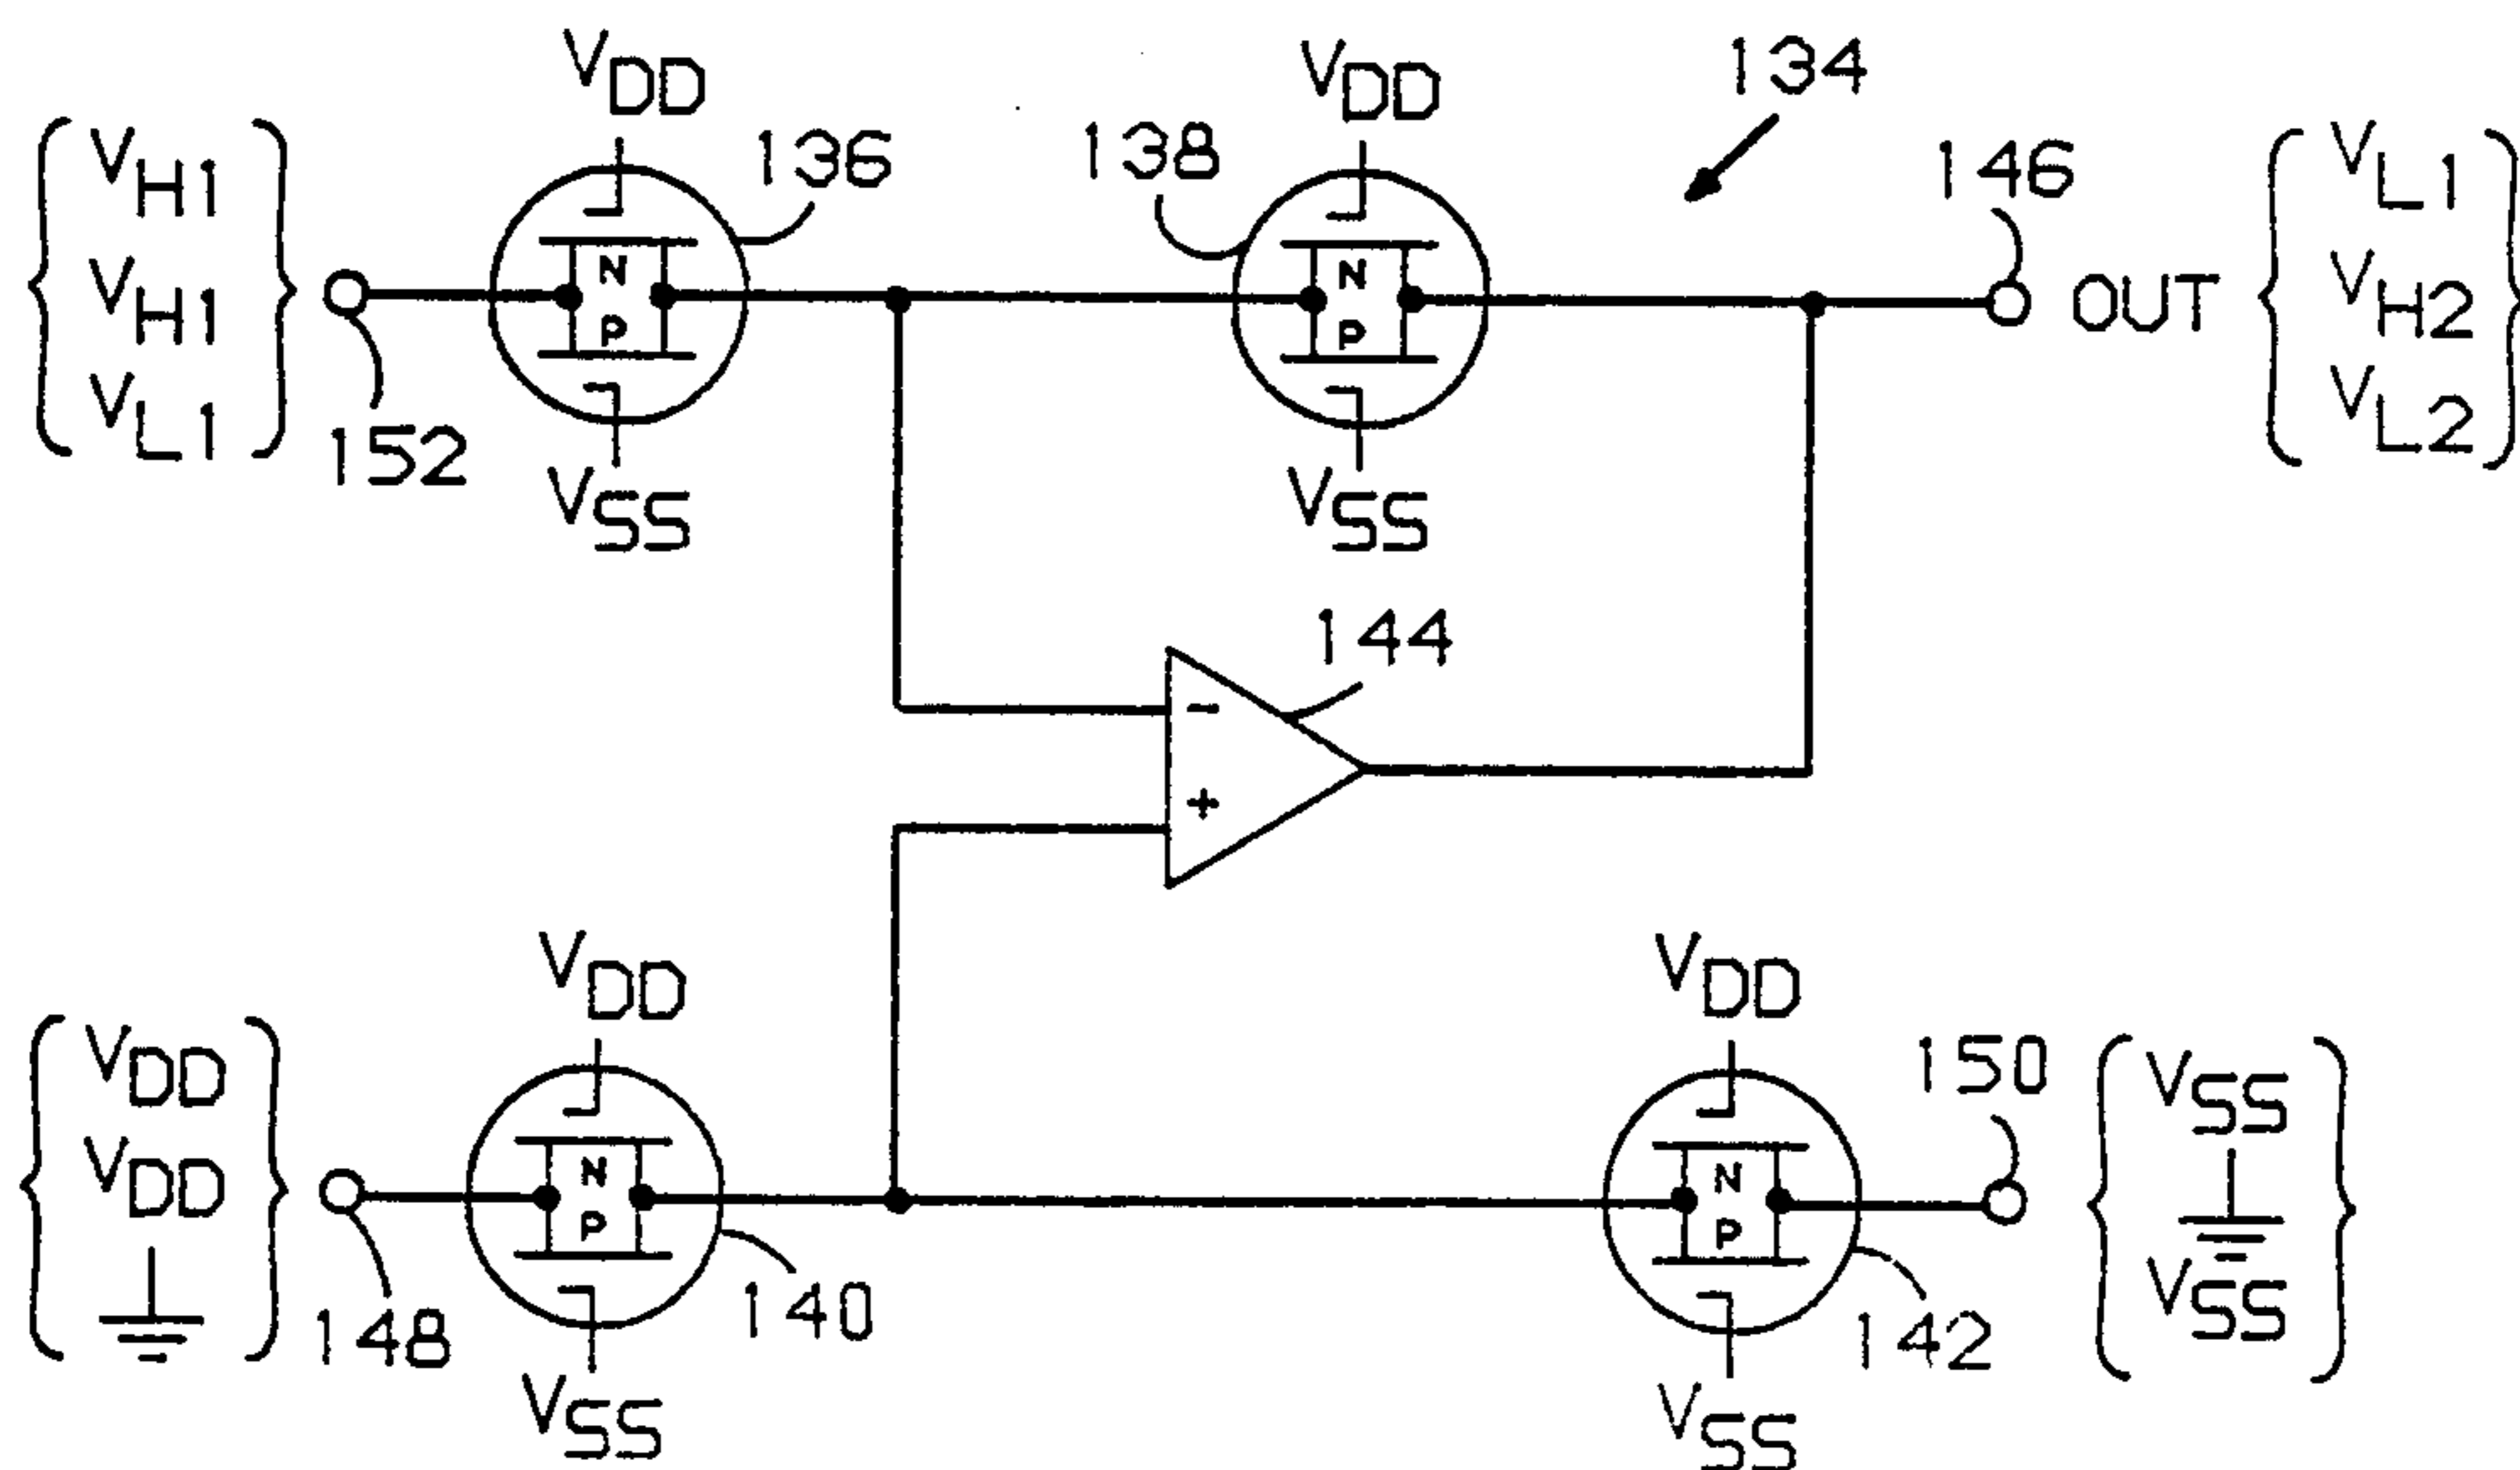 VDD
VDD
134
VH1
136
138
146
VL1
VH1
N
N
OUT
VH2
P
P
VL1
VL2
152
VSS
VSS
144
-
+
VDD
VDD
VDD
150
VSS
VDD
N
N
148
P
P
140
142
VSS
VSS
VSS